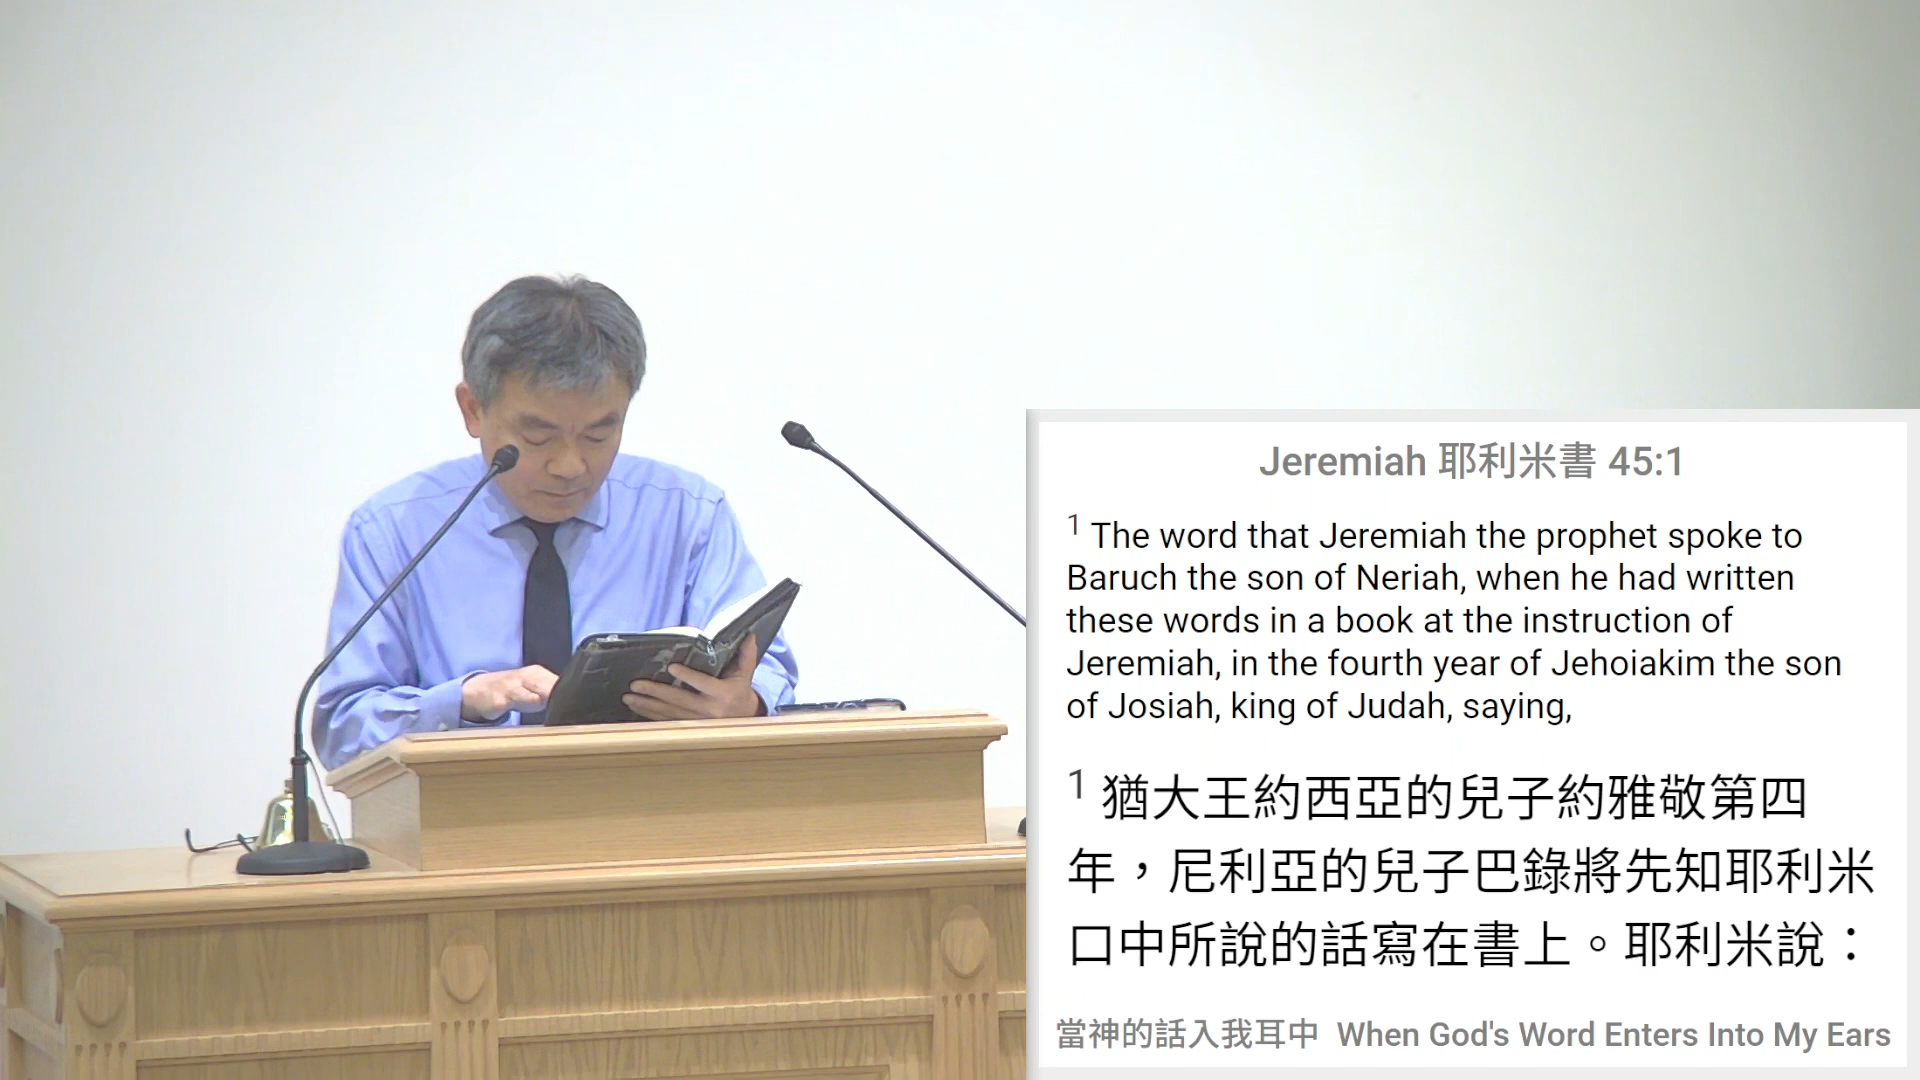 Jeremiah 耶利米書 45:1
1 The word that Jeremiah the prophet spoke to
Baruch the son of Neriah, when he had written
these words in a book at the instruction of
Jeremiah, in the fourth year of Jehoiakim the son
of Josiah, king of Judah, saying,
1 猶大王約西亞的兒子約雅敬第四
年，尼利亞的兒子巴錄將先知耶利米
口中所說的話寫在書上。耶利米說：
當神的話入我耳中 When God's Word Enters Into My Ears